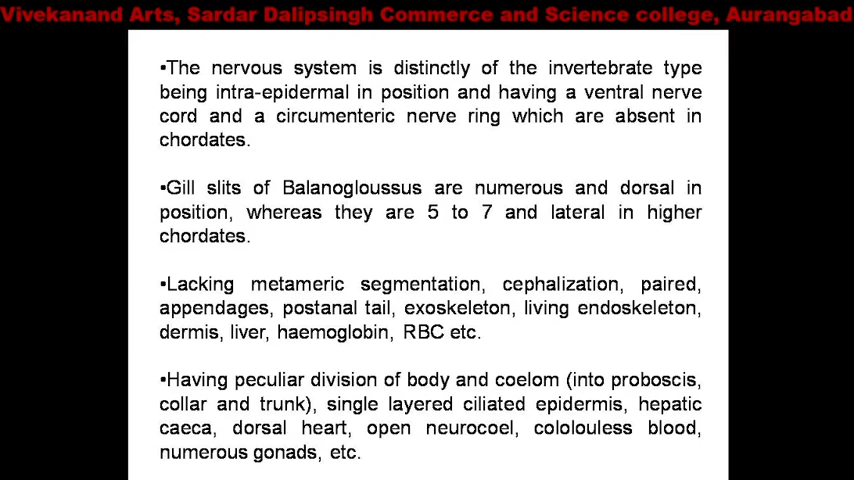 Vivekanand Arts, Sardar Dalipsingh Commerce and Science college, Aurangabad
•The nervous system is distinctly of the invertebrate type
being intra-epidermal in position and having a ventral nerve
cord and a circumenteric nerve ring which are absent in
chordates.
•Gill slits of Balanogloussus are numerous and dorsal in
position, whereas they are 5 to 7 and lateral in higher
chordates.
•Lacking metameric segmentation, cephalization, paired,
appendages, postanal tail, exoskeleton, living endoskeleton,
dermis, liver, haemoglobin, RBC etc.
•Having peculiar division of body and coelom (into proboscis,
collar and trunk), single layered ciliated epidermis, hepatic
caeca, dorsal heart, open neurocoel, cololouless blood,
numerous gonads, etc.